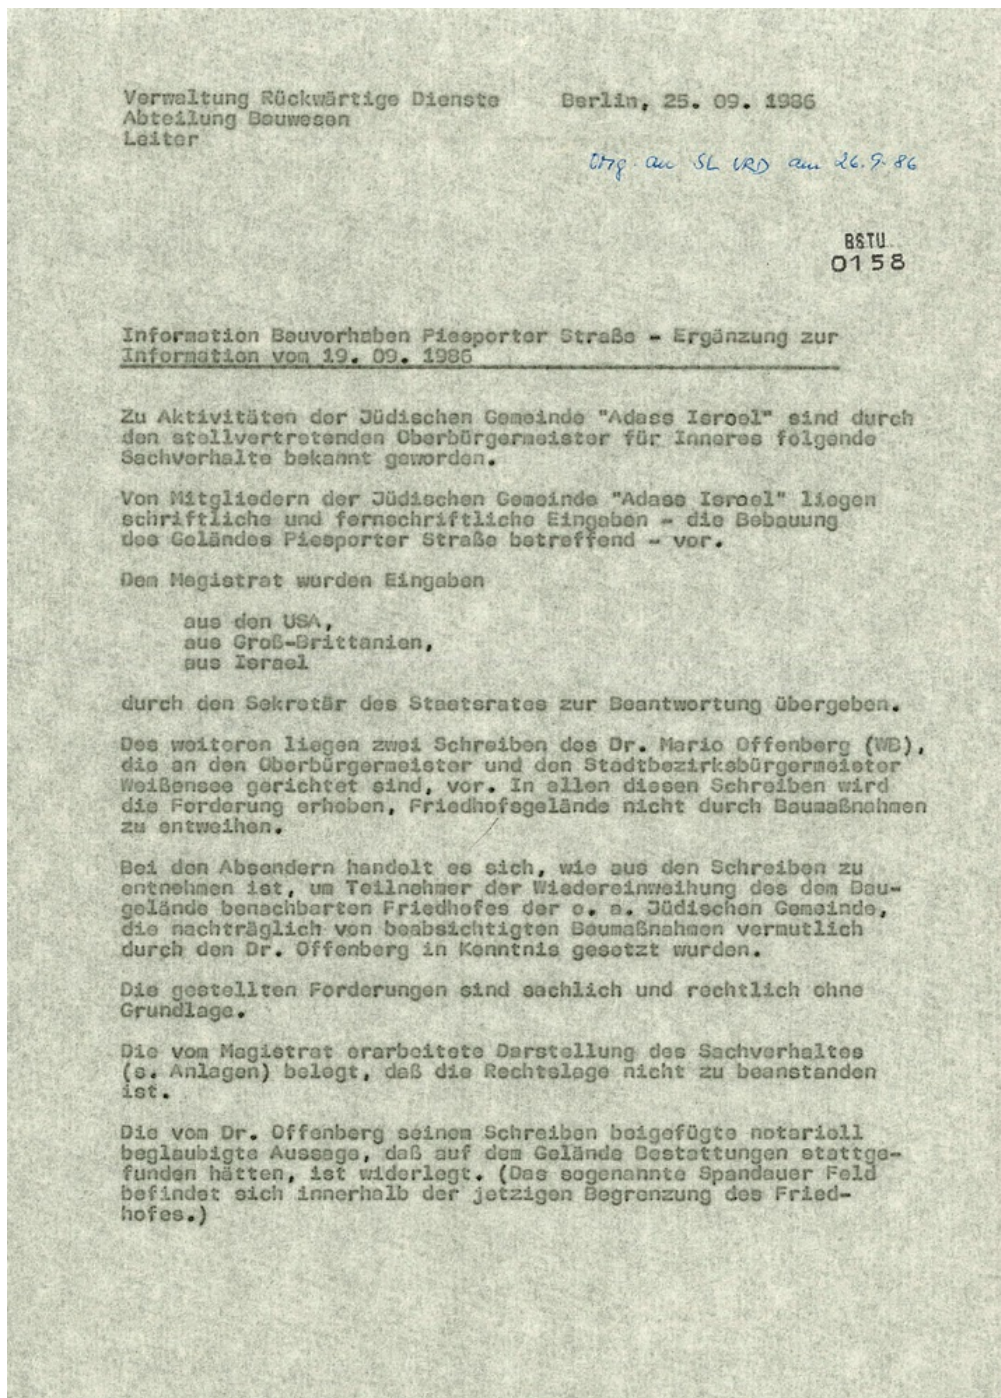 Verwaltung Rückwärtige Dienste Berlin, 25. 09. 1986
Abteilung Bauwesen
Leiter
an SL VRD am 26.9.86
BStU
0158
Information Bauvorhaben Piesporter Straße - Ergänzung zur
Information vom 19. 09. 1986
Zu Aktivitäten der Jüdischen Gemeinde "Adass Isroel" sind durch
den stellvertretenden Oberbürgermeister für Inneres folgende
Sachverhalte bekannt geworden.
Von Mitgliedern der Jüdischen Gemeinde "Adass Isroel" liegen
schriftliche und fernschriftliche Eingaben - die Bebauung
des Geländes Piesporter Straße betreffend - vor.
Dem Magistrat wurden Eingaben
aus den USA,
aus Groß-Brittanien,
aus Israel
durch den Sekretär des Staatsrates zur Beantwortung übergeben.
Des weiteren liegen zwei Schreiben des Dr. Mario Offenberg (WB),
die an den Oberbürgermeister und den Stadtbezirksbürgermeister
Weißensee gerichtet sind, vor. In allen diesen Schreiben wird
die Forderung erhoben, Friedhofsgelände nicht durch Baumaßnahmen
zu entweihen.
Bei den Absendern handelt es sich, wie aus den Schreiben zu
entnehmen ist, um Teilnehmer der Wiedereinweihung des dem Bau-
gelände benachbarten Friedhofes der o. a. Jüdischen Gemeinde,
die nachträglich von beabsichtigten Baumaßnahmen vermutlich
durch den Dr. Offenberg in Kenntnis gesetzt wurden.
Die gestellten Forderungen sind sachlich und rechtlich ohne
Grundlage.
Die vom Magistrat erarbeitete Darstellung des Sachverhaltes
(s. Anlagen) belegt, daß die Rechtslage nicht zu beanstanden
ist.
Die vom Dr. Offenberg seinem Schreiben beigefügte notariell
beglaubigte Aussage, daß auf dem Gelände Bestattungen stattge-
funden hätten, ist widerlegt. (Das sogenannte Spandauer Feld
befindet sich innerhalb der jetzigen Begrenzung des Fried-
hofes.)